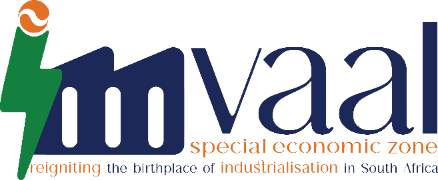 vaal
special economic zone
reigniting the birthplace of industrialisation in South Africa